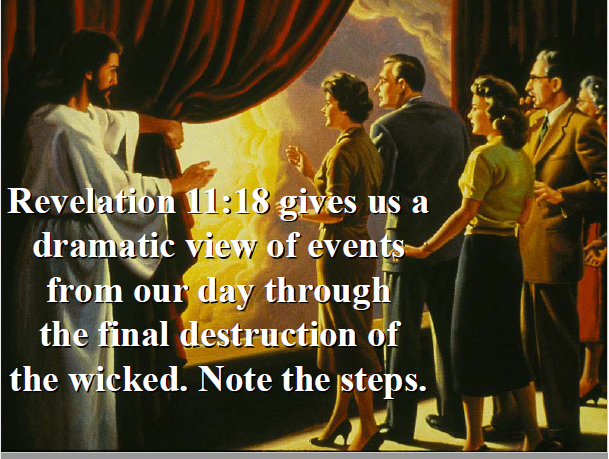 Revelation 11:18 gives us a
dramatic view of events
from our day through
the final destruction of
the wicked. Note the steps.